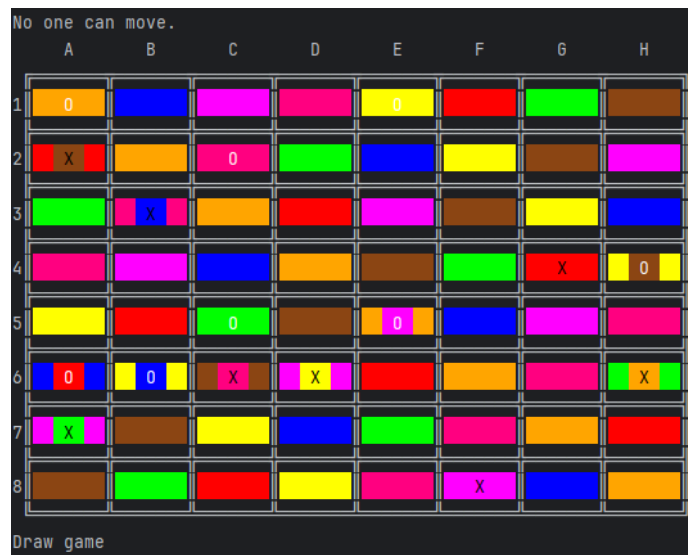 No one can move.
A B C D E F G H
1 O O
2 X O
3 X
4 X O
5 O O
6 O O X X X
7 X
8 X
Draw game